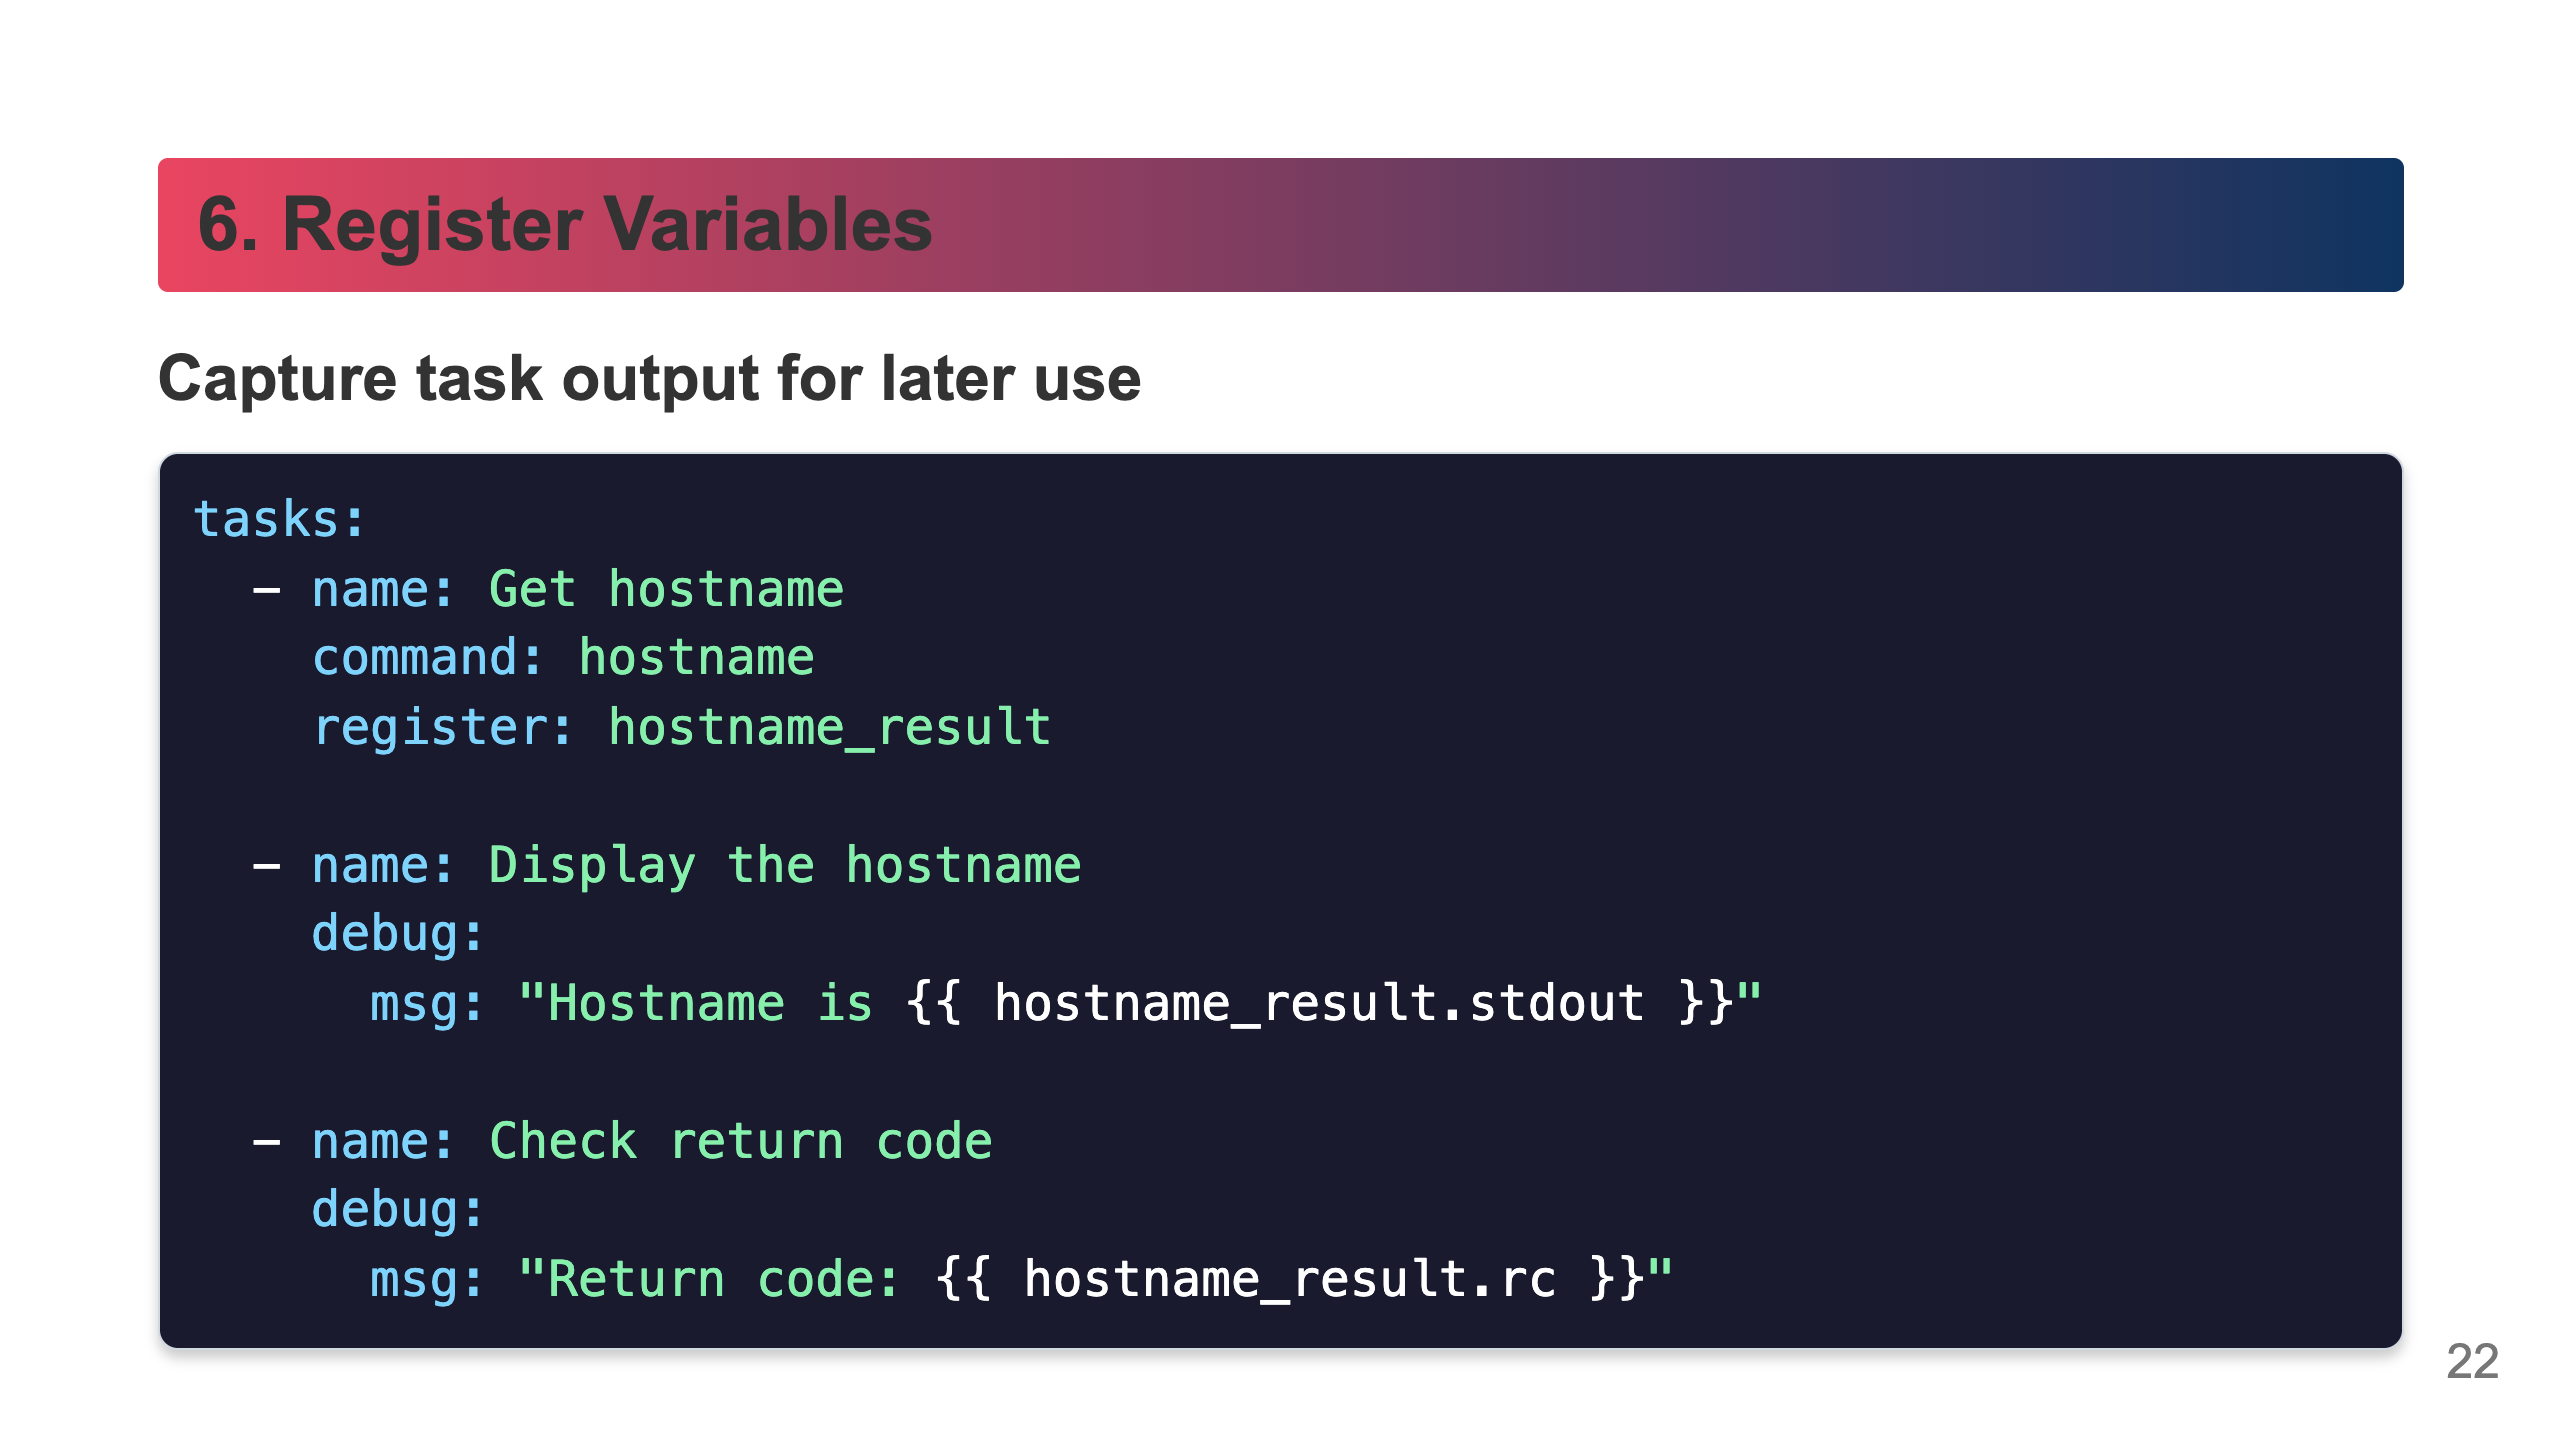 6. Register Variables
Capture task output for later use
tasks:
  - name: Get hostname
    command: hostname
    register: hostname_result

  - name: Display the hostname
    debug:
      msg: "Hostname is {{ hostname_result.stdout }}"

  - name: Check return code
    debug:
      msg: "Return code: {{ hostname_result.rc }}"
22